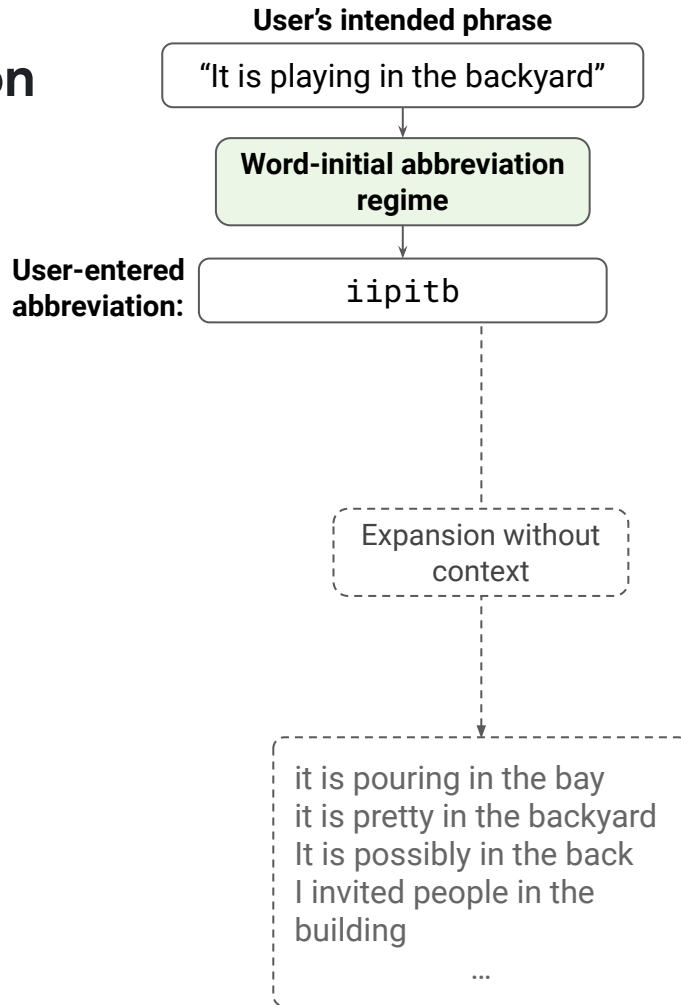 User’s intended phrase
on
“It is playing in the backyard”
Word-initial abbreviation
regime
User-entered
abbreviation:
iipitb
Expansion without
context
it is pouring in the bay
it is pretty in the backyard
It is possibly in the back
I invited people in the
building
...